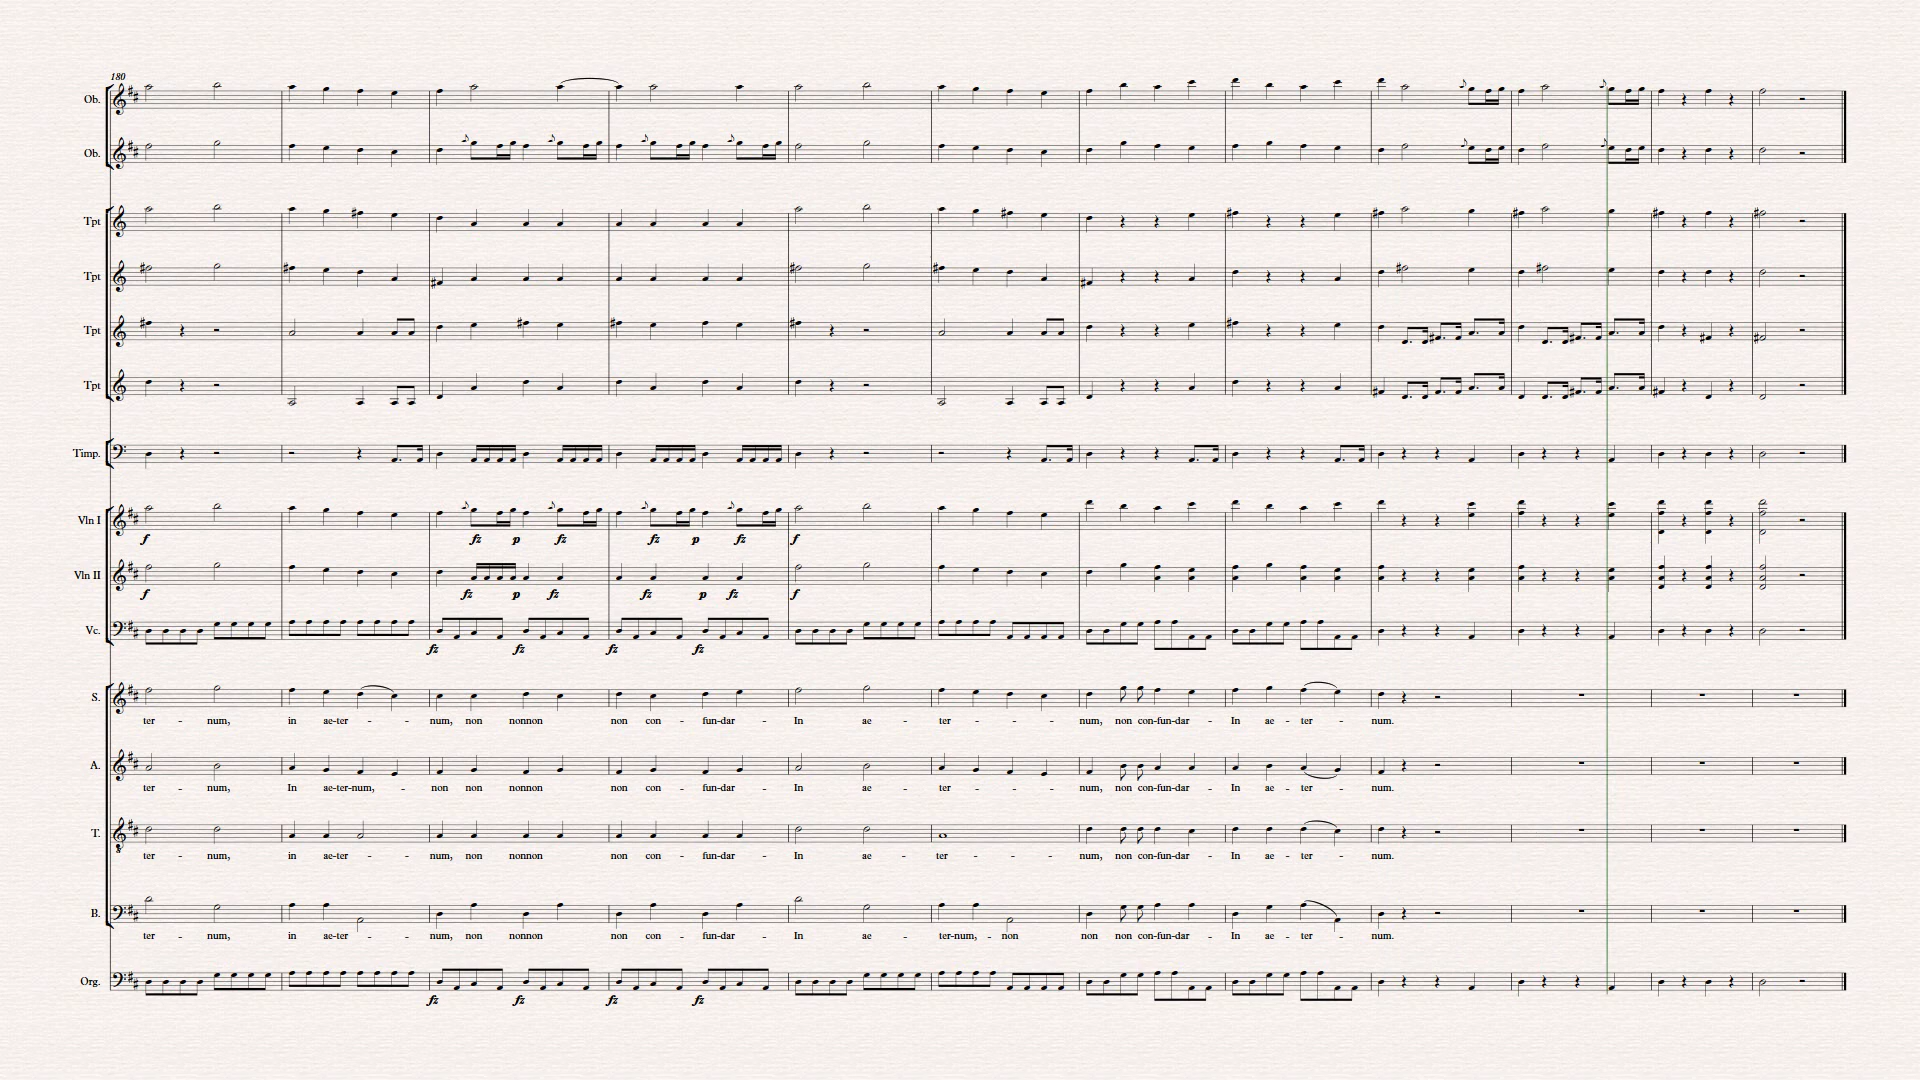 180
Ob.
Ob.
Tpt
Tpt
Tpt
Tpt
Timp.
Vln I
f fz p fz fz p fz f
Vln II
f fz p fz fz p fz f
Vc.
fz fz fz fz
S.
ter - num, in ae-ter - - num, non nonnon non con - fun-dar - In ae - ter - - - num, non con-fun-dar - In ae - ter - num.
A.
ter - num, In ae-ter-num, - non non nonnon non con - fun-dar - In ae - ter - - - num, non con-fun-dar - In ae - ter - num.
T.
ter - num, in ae-ter - - num, non nonnon non con - fun-dar - In ae - ter - - - num, non con-fun-dar - In ae - ter - num.
B.
ter - num, in ae-ter - - num, non nonnon non con - fun-dar - In ae - ter-num, - non non non con-fun-dar - In ae - ter - num.
Org.
fz fz fz fz